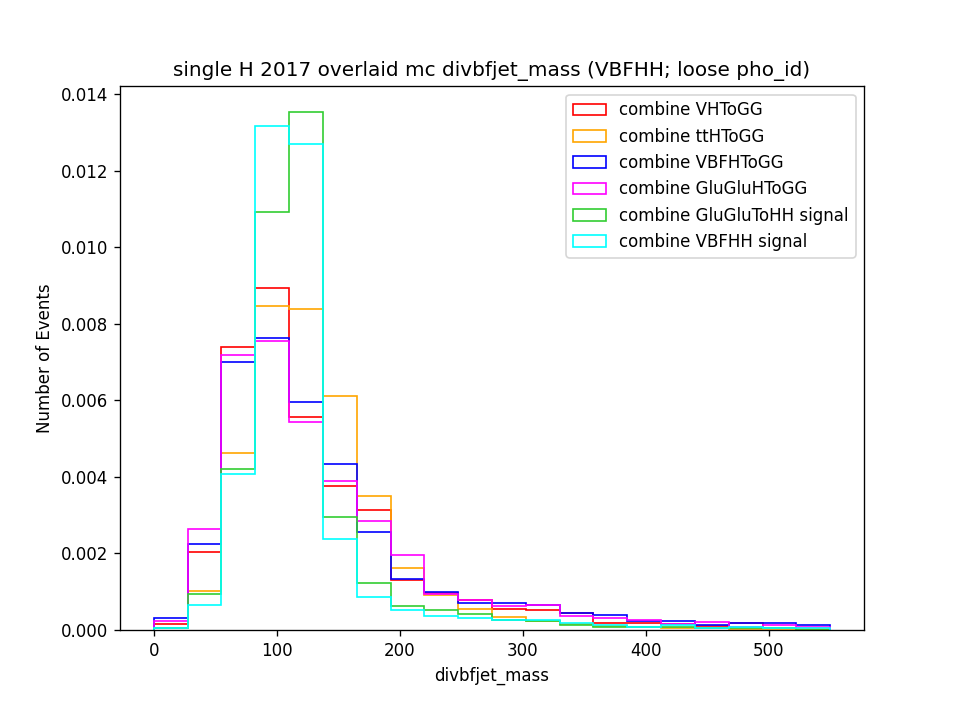 single H 2017 overlaid mc divbfjet_mass (VBFHH; loose pho_id)
0.014
0.012
0.010
0.008
0.006
0.004
0.002
0.000
Number of Events
combine VHToGG
combine ttHToGG
combine VBFHToGG
combine GluGluHToGG
combine GluGluToHH signal
combine VBFHH signal
0 100 200 300 400 500
divbfjet_mass